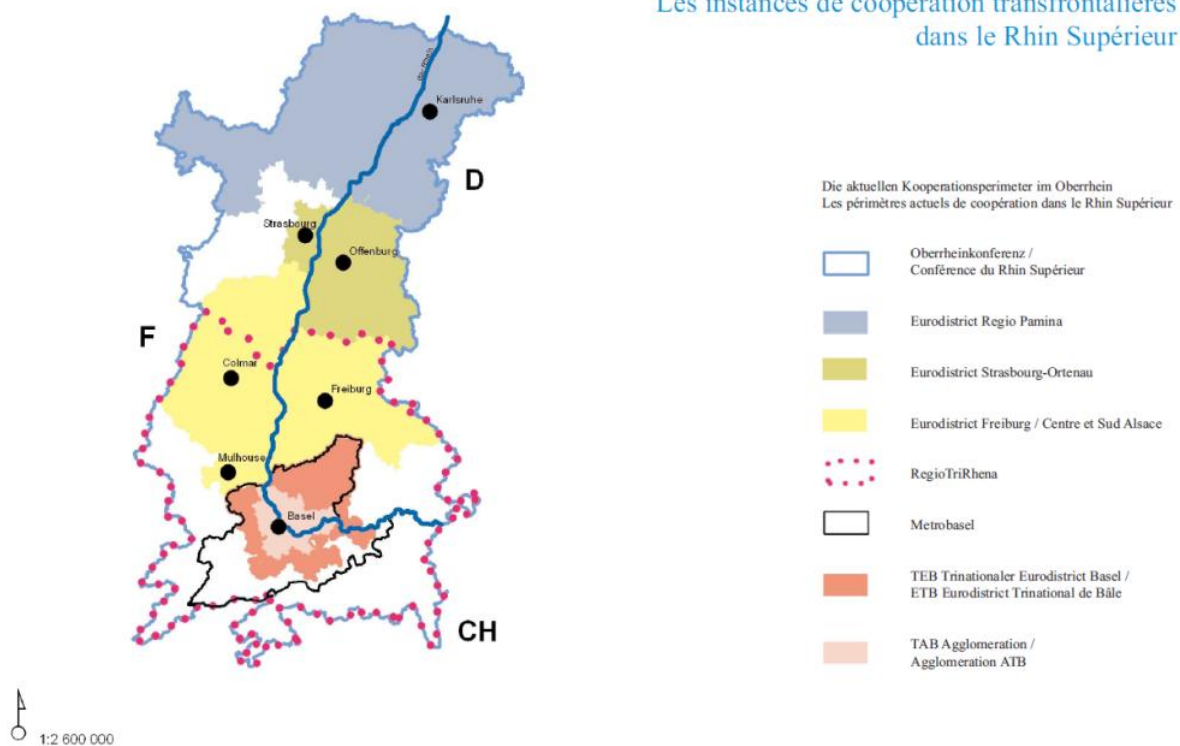 Les instances de coopération transfrontalières
dans le Rhin Supérieur
Karlsruhe
D
Strasbourg
Offenburg
F
Colmar
Freiburg
Mulhouse
Basel
CH
1:2 600 000
Die aktuellen Kooperationsperimeter im Oberrhein
Les périmètres actuels de coopération dans le Rhin Supérieur
Oberrheinkonferenz /
Conférence du Rhin Supérieur
Eurodistrict Regio Pamina
Eurodistrict Strasbourg-Ortenau
Eurodistrict Freiburg / Centre et Sud Alsace
RegioTriRhena
Metrobasel
TEB Trinationaler Eurodistrict Basel /
ETB Eurodistrict Trinational de Bâle
TAB Agglomeration /
Agglomeration ATB